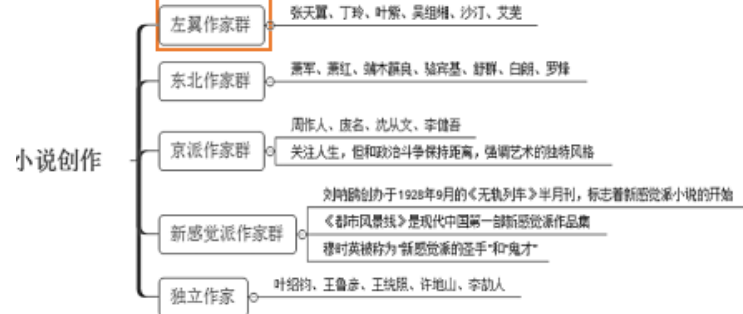 小说创作
左翼作家群
张天翼、丁玲、叶紫、吴组缃、沙汀、艾芜
东北作家群
萧军、萧红、端木蕻良、骆宾基、舒群、白朗、罗烽
京派作家群
周作人、废名、沈从文、李健吾
关注人生，但和政治斗争保持距离，强调艺术的独特风格
新感觉派作家群
刘呐鸥创办于1928年9月的《无轨列车》半月刊，标志着新感觉派小说的开始
《都市风景线》是现代中国第一部新感觉派作品集
穆时英被称为“新感觉派的圣手”和“鬼才”
独立作家
叶绍钧、王鲁彦、王统照、许地山、李劼人